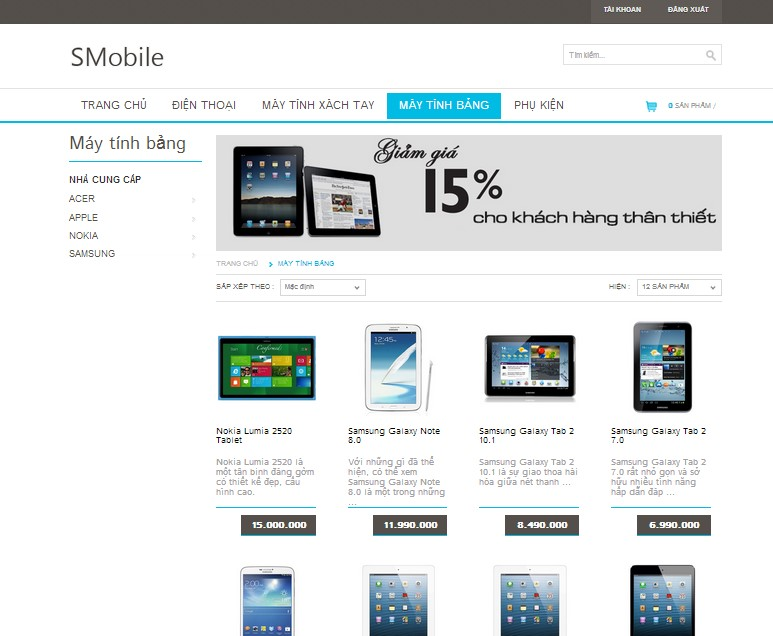 TÀI KHOẢN ĐĂNG XUẤT
SMobile
Tìm kiếm...
TRANG CHỦ ĐIỆN THOẠI MÁY TÍNH XÁCH TAY MÁY TÍNH BẢNG PHỤ KIỆN 0 SẢN PHẨM /
Máy tính bảng
NHÀ CUNG CẤP
ACER
APPLE
NOKIA
SAMSUNG
Giảm giá
15%
cho khách hàng thân thiết
TRANG CHỦ MÁY TÍNH BẢNG
SẮP XẾP THEO : Mặc định HIỆN : 12 SẢN PHẨM
Nokia Lumia 2520
Tablet
Nokia Lumia 2520 là
một tân binh đáng gờm
có thiết kế đẹp, cấu
hình cao.
15.000.000
Samsung Galaxy Note
8.0
Với những gì đã thể
hiện, có thể xem
Samsung Galaxy Note
8.0 là một trong những
...
11.990.000
Samsung Galaxy Tab 2
10.1
Samsung Galaxy Tab 2
10.1 là sự giao thoa hài
hòa giữa nét thanh ...
8.490.000
Samsung Galaxy Tab 2
7.0
Samsung Galaxy Tab 2
7.0 rất nhỏ gọn và sở
hữu nhiều tính năng
hấp dẫn đáp ...
6.990.000